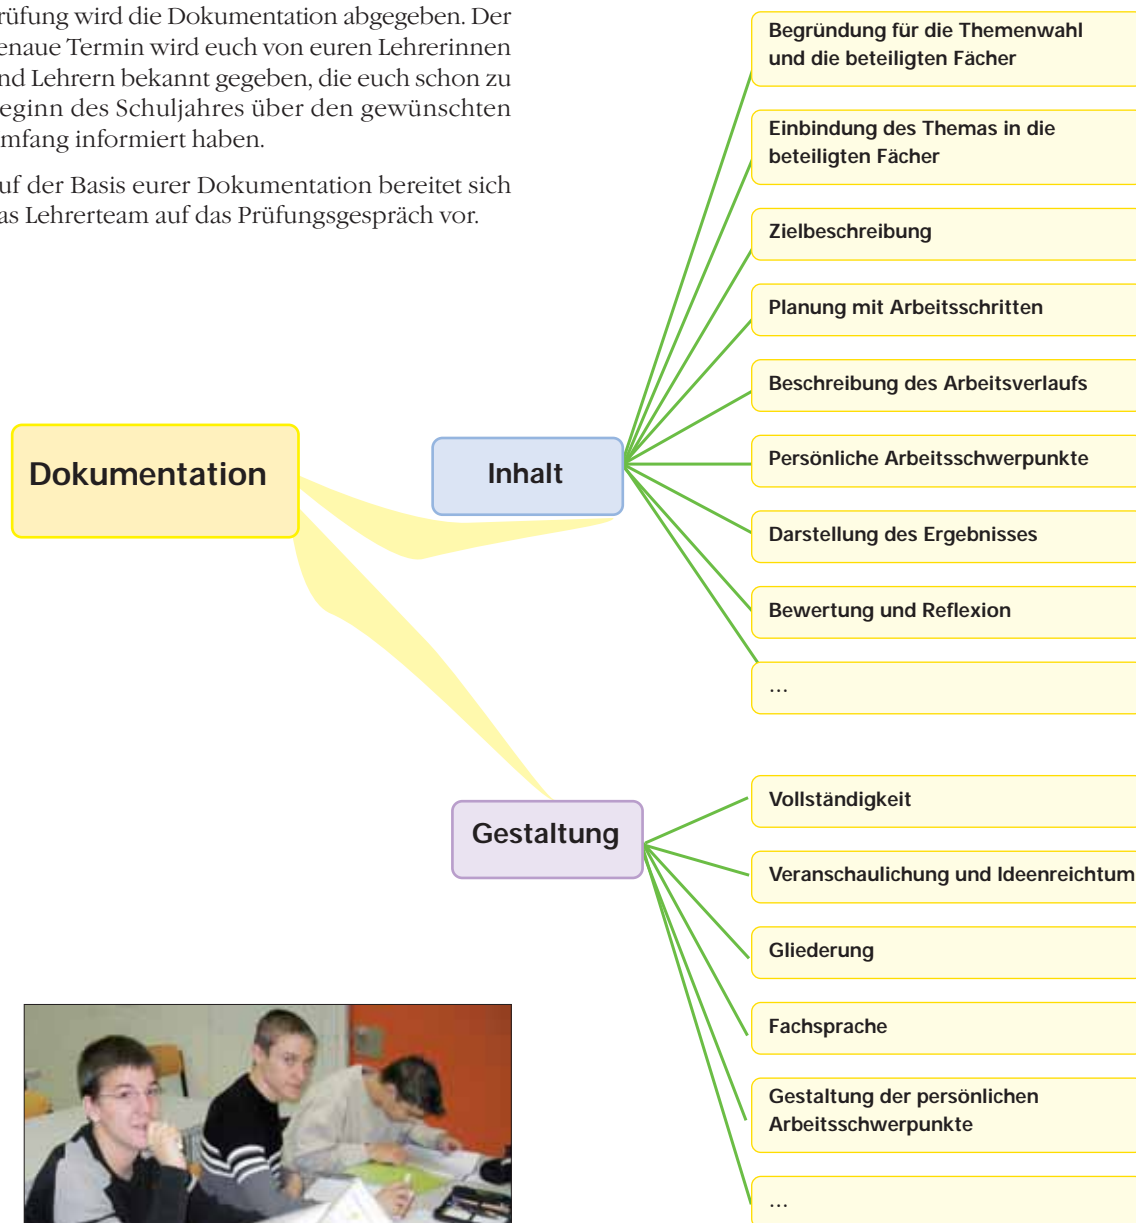 rüfung wird die Dokumentation abgegeben. Der
enaue Termin wird euch von euren Lehrerinnen
nd Lehrern bekannt gegeben, die euch schon zu
eginn des Schuljahres über den gewünschten
mfang informiert haben.
uf der Basis eurer Dokumentation bereitet sich
as Lehrerteam auf das Prüfungsgespräch vor.
Dokumentation
Inhalt
Begründung für die Themenwahl
und die beteiligten Fächer
Einbindung des Themas in die
beteiligten Fächer
Zielbeschreibung
Planung mit Arbeitsschritten
Beschreibung des Arbeitsverlaufs
Persönliche Arbeitsschwerpunkte
Darstellung des Ergebnisses
Bewertung und Reflexion
...
Gestaltung
Vollständigkeit
Veranschaulichung und Ideenreichtum
Gliederung
Fachsprache
Gestaltung der persönlichen
Arbeitsschwerpunkte
...